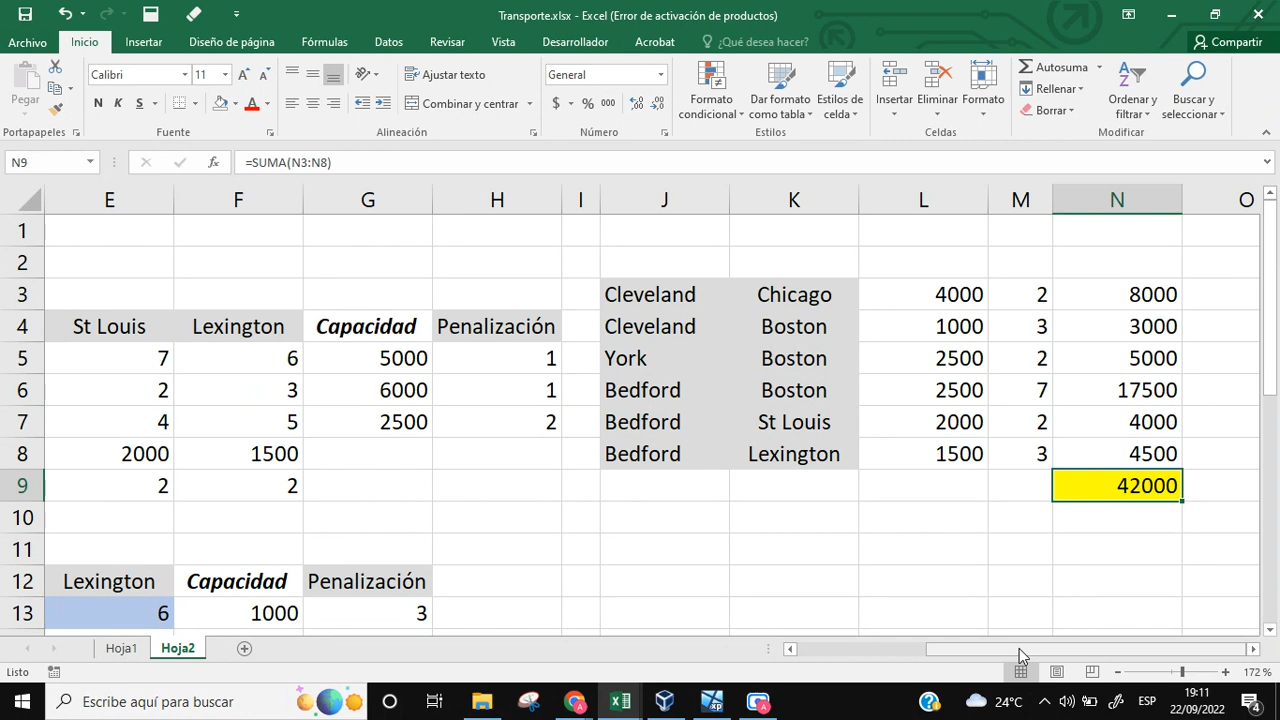 Transporte.xlsx - Excel (Error de activación de productos)
Archivo Inicio Insertar Diseño de página Fórmulas Datos Revisar Vista Desarrollador Acrobat ¿Qué desea hacer? Compartir
Pegar
Calibri 11 A A
N K S A
Ajustar texto
Combinar y centrar
General
$ % 000
Formato condicional
Dar formato como tabla
Estilos de celda
Insertar Eliminar Formato
Autosuma
Rellenar
Borrar
Ordenar y filtrar
Buscar y seleccionar
Portapapeles Fuente Alineación Número Estilos Celdas Modificar
N9 fx =SUMA(N3:N8)
E F G H I J K L M N O
1
2
3 Cleveland Chicago 4000 2 8000
4 St Louis Lexington Capacidad Penalización Cleveland Boston 1000 3 3000
5 7 6 5000 1 York Boston 2500 2 5000
6 2 3 6000 1 Bedford Boston 2500 7 17500
7 4 5 2500 2 Bedford St Louis 2000 2 4000
8 2000 1500 Bedford Lexington 1500 3 4500
9 2 2 42000
10
11
12 Lexington Capacidad Penalización
13 6 1000 3
Hoja1 Hoja2
Listo 172 %
Escribe aquí para buscar 24°C ESP 19:11
22/09/2022 4